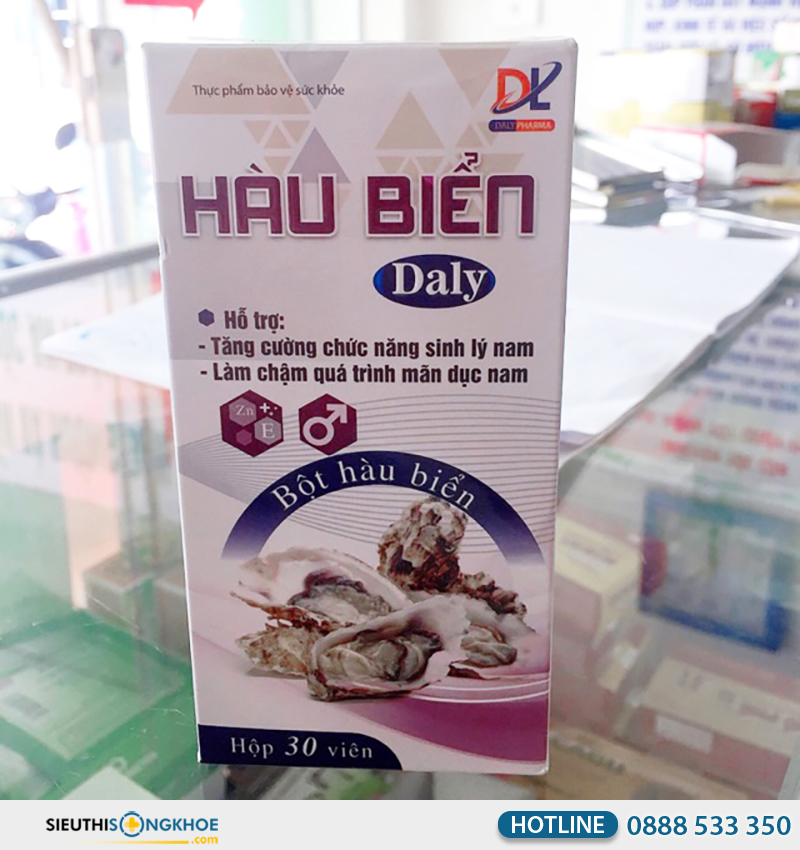 Thực phẩm bảo vệ sức khỏe
DL
DALY PHARMA
HÀU BIỂN
Daly
Hỗ trợ:
- Tăng cường chức năng sinh lý nam
- Làm chậm quá trình mãn dục nam
Zn
E
Bột hàu biển
Hộp 30 viên
SIEUTHISONGKHOE
.com
HOTLINE
0888 533 350